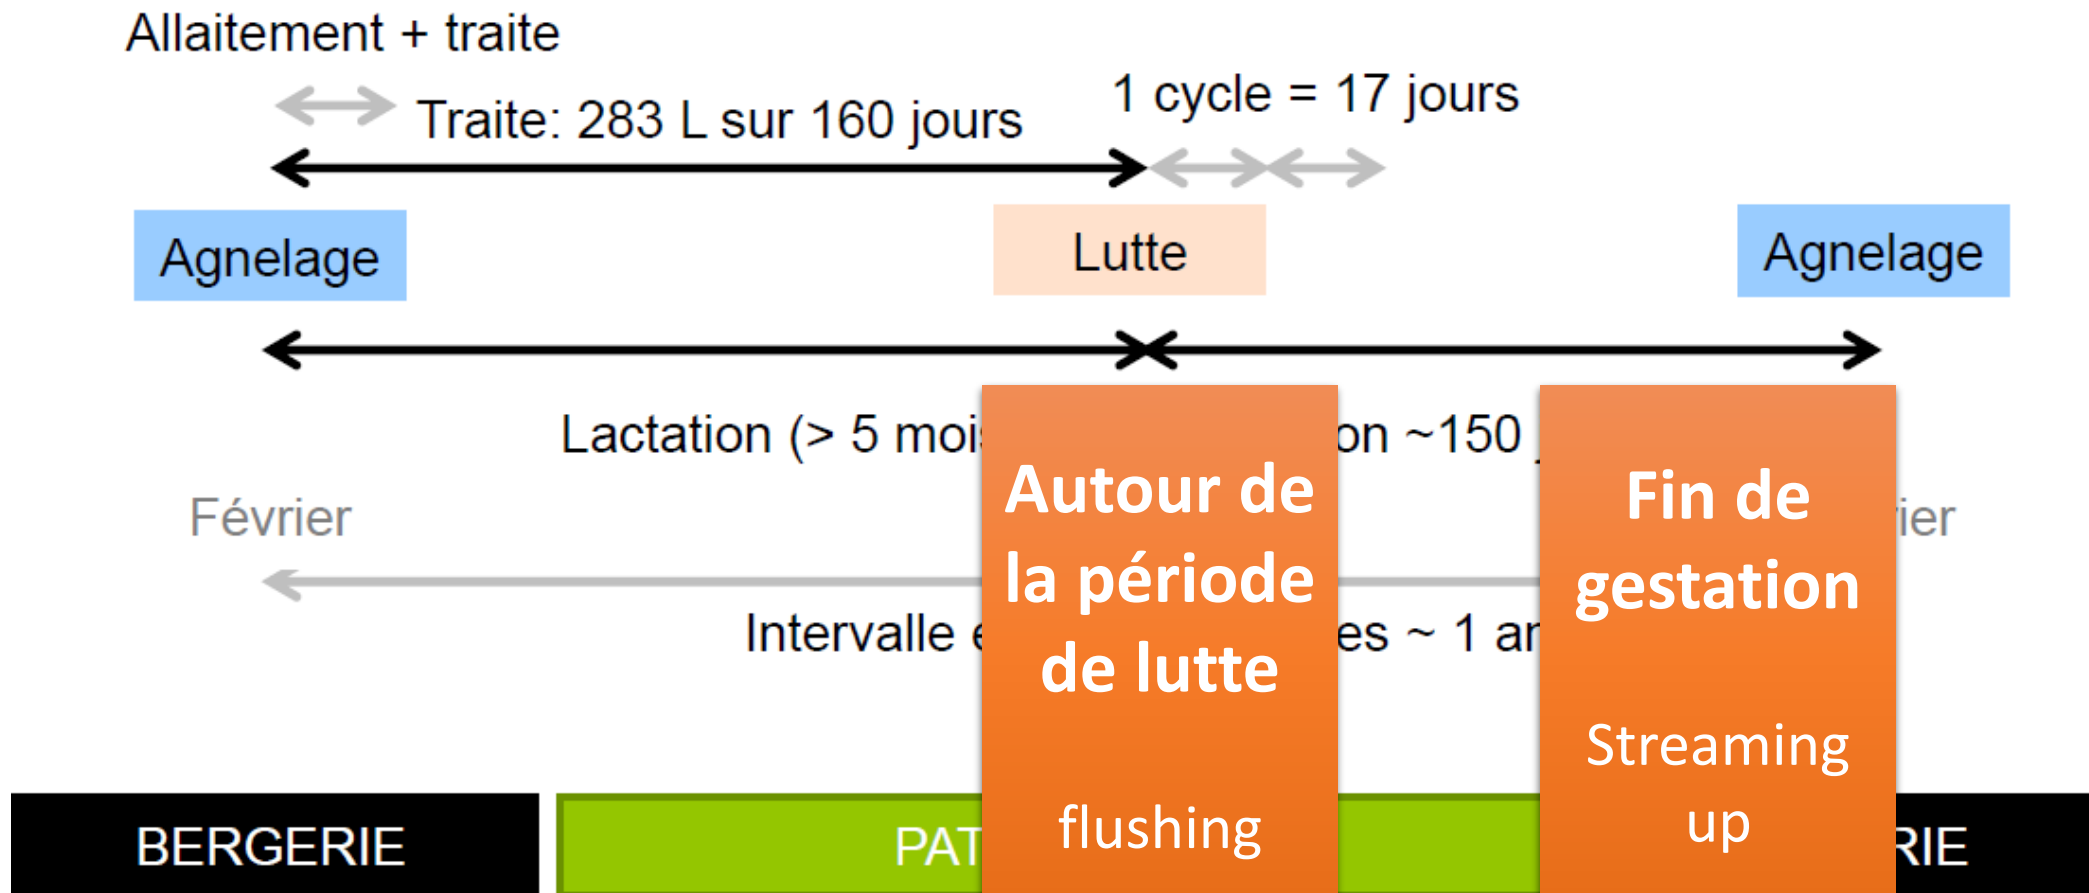 Allaitement + traite
Traite: 283 L sur 160 jours
1 cycle = 17 jours
Agnelage
Lutte
Agnelage
Lactation (> 5 moi
on ~150
Février
ier
Intervalle
es ~ 1 an
Autour de
la période
de lutte
flushing
Fin de
gestation
Streaming
up
BERGERIE
PAT
RIE